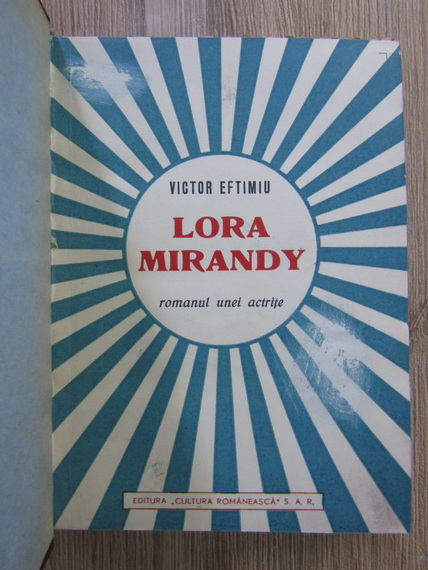 VICTOR EFTIMIU
LORA
MIRANDY
romanul unei actrițe
EDITURA „CULTURA ROMÂNEASCĂ" S. A. R.